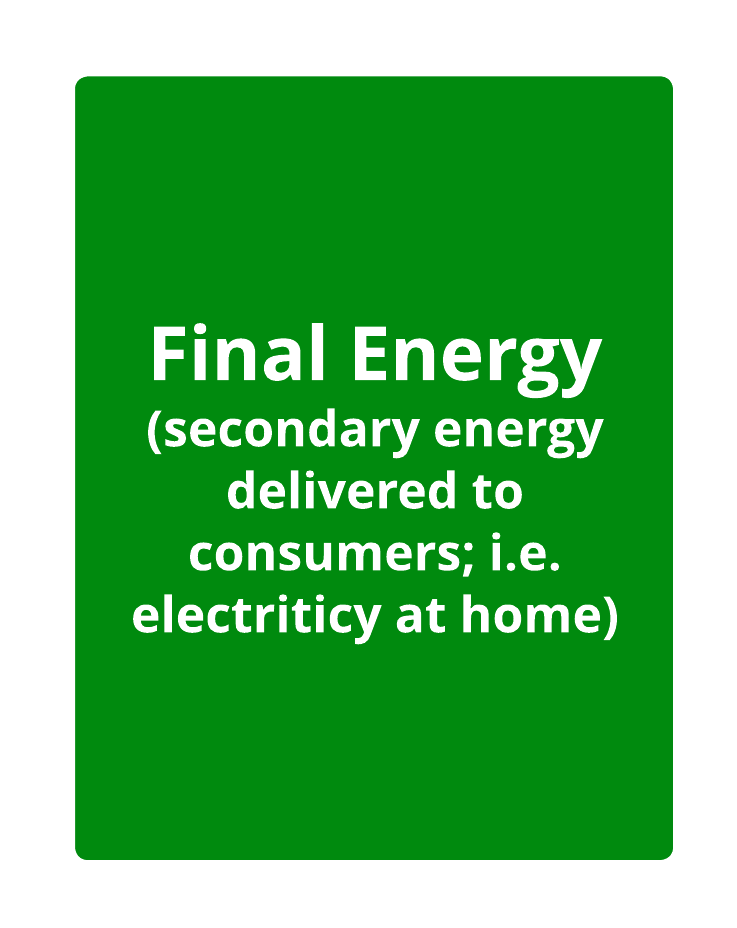 Final Energy
(secondary energy
delivered to
consumers; i.e.
electriticy at home)